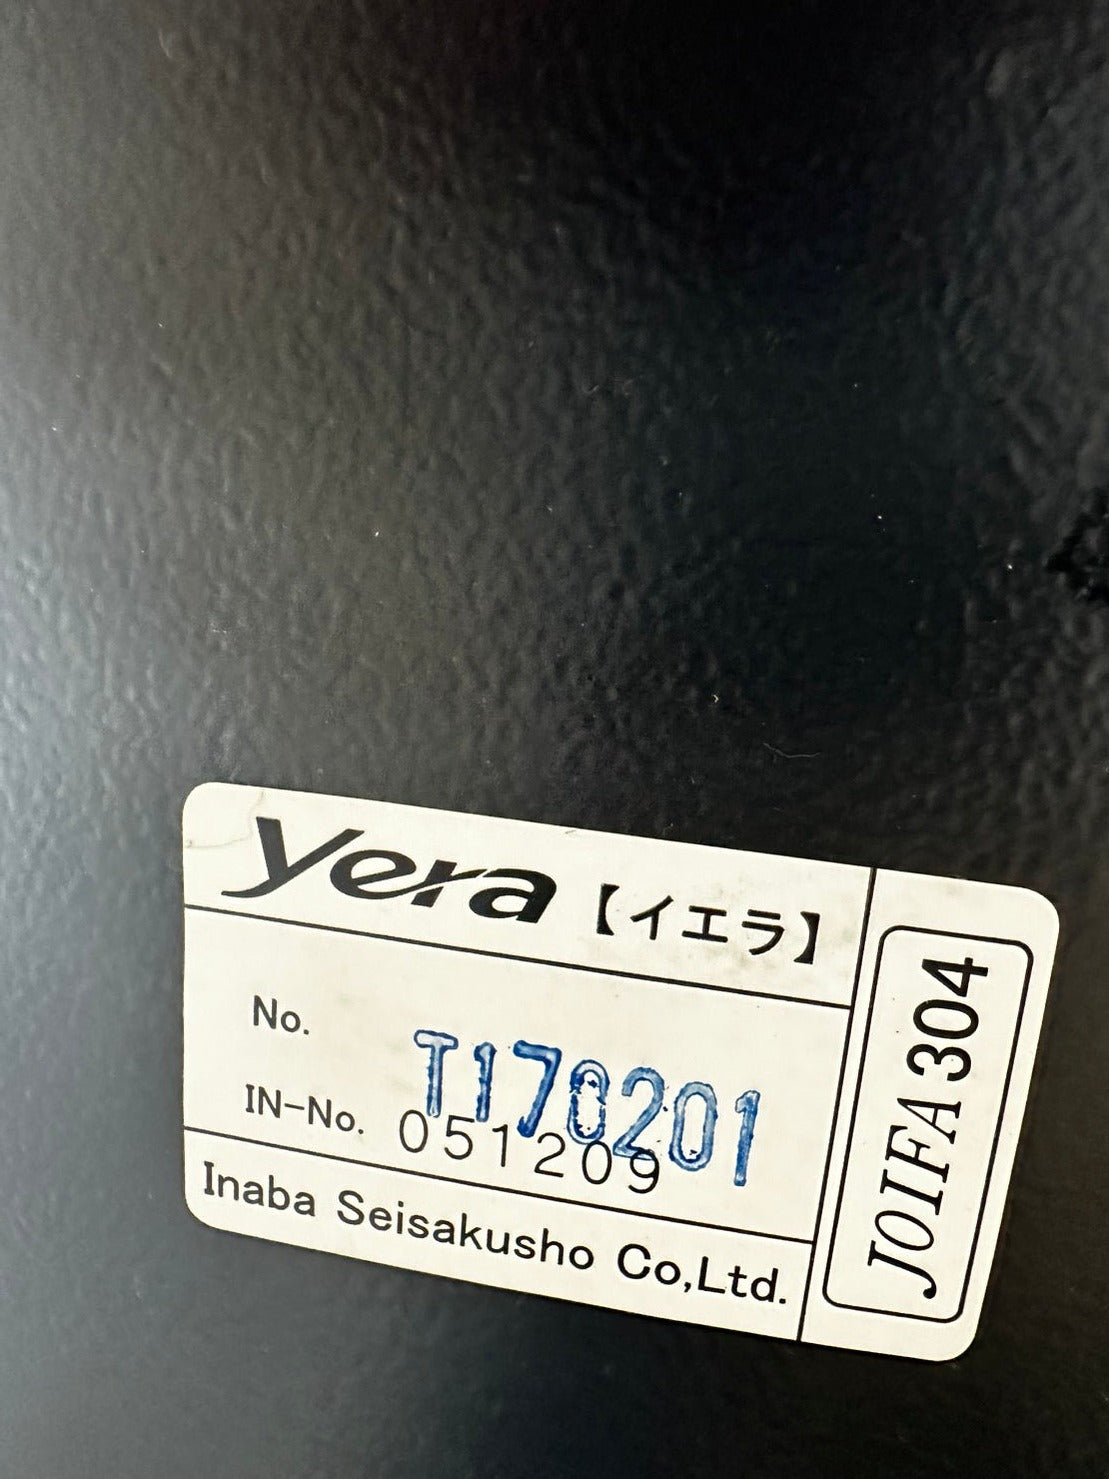 yera 【イエラ】
No. T170201
IN-No. 051209
Inaba Seisakusho Co,Ltd.
JOIFA 304